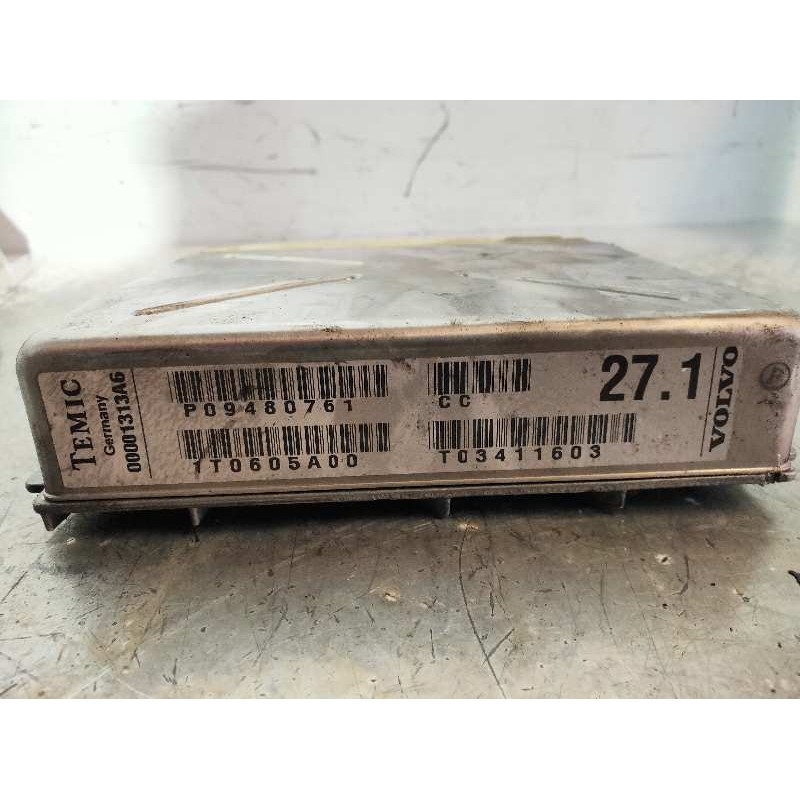 TEMIC
Germany
00001313A6
P09480761
CC
27.1
1T0605A00
T03411603
VOLVO